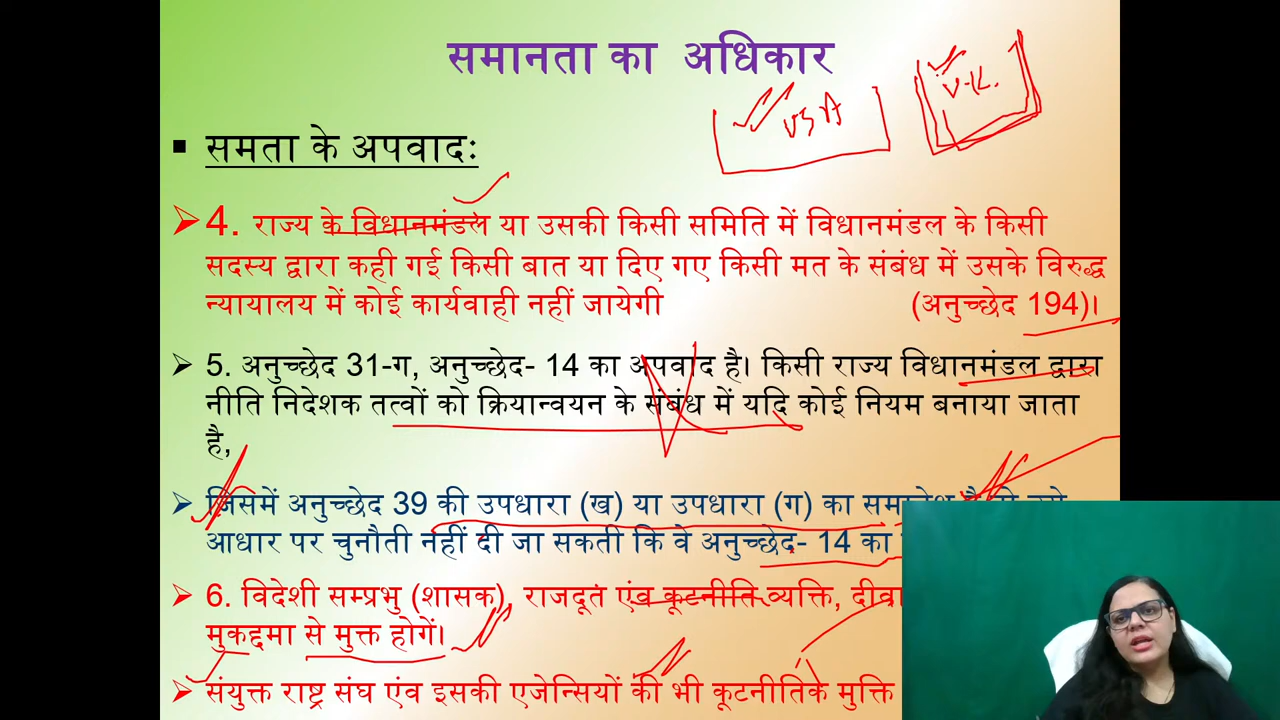 समानता का अधिकार
▪ समता के अपवादः
➢ 4. राज्य के विधानमंडल या उसकी किसी समिति में विधानमंडल के किसी
सदस्य द्वारा कही गई किसी बात या दिए गए किसी मत के संबंध में उसके विरुद्ध
न्यायालय में कोई कार्यवाही नहीं जायेगी (अनुच्छेद 194)।
➢ 5. अनुच्छेद 31-ग, अनुच्छेद- 14 का अपवाद है। किसी राज्य विधानमंडल द्वारा
नीति निदेशक तत्वों को क्रियान्वयन के संबंध में यदि कोई नियम बनाया जाता
है,
➢ जिसमें अनुच्छेद 39 की उपधारा (ख) या उपधारा (ग) का समावेश
आधार पर चुनौती नहीं दी जा सकती कि वे अनुच्छेद- 14 का
➢ 6. विदेशी सम्प्रभु (शासक), राजदूत एंव कूटनीति व्यक्ति,
मुकद्दमा से मुक्त होगें।
➢ संयुक्त राष्ट्र संघ एंव इसकी एजेन्सियों की भी कूटनीतिक मुक्ति